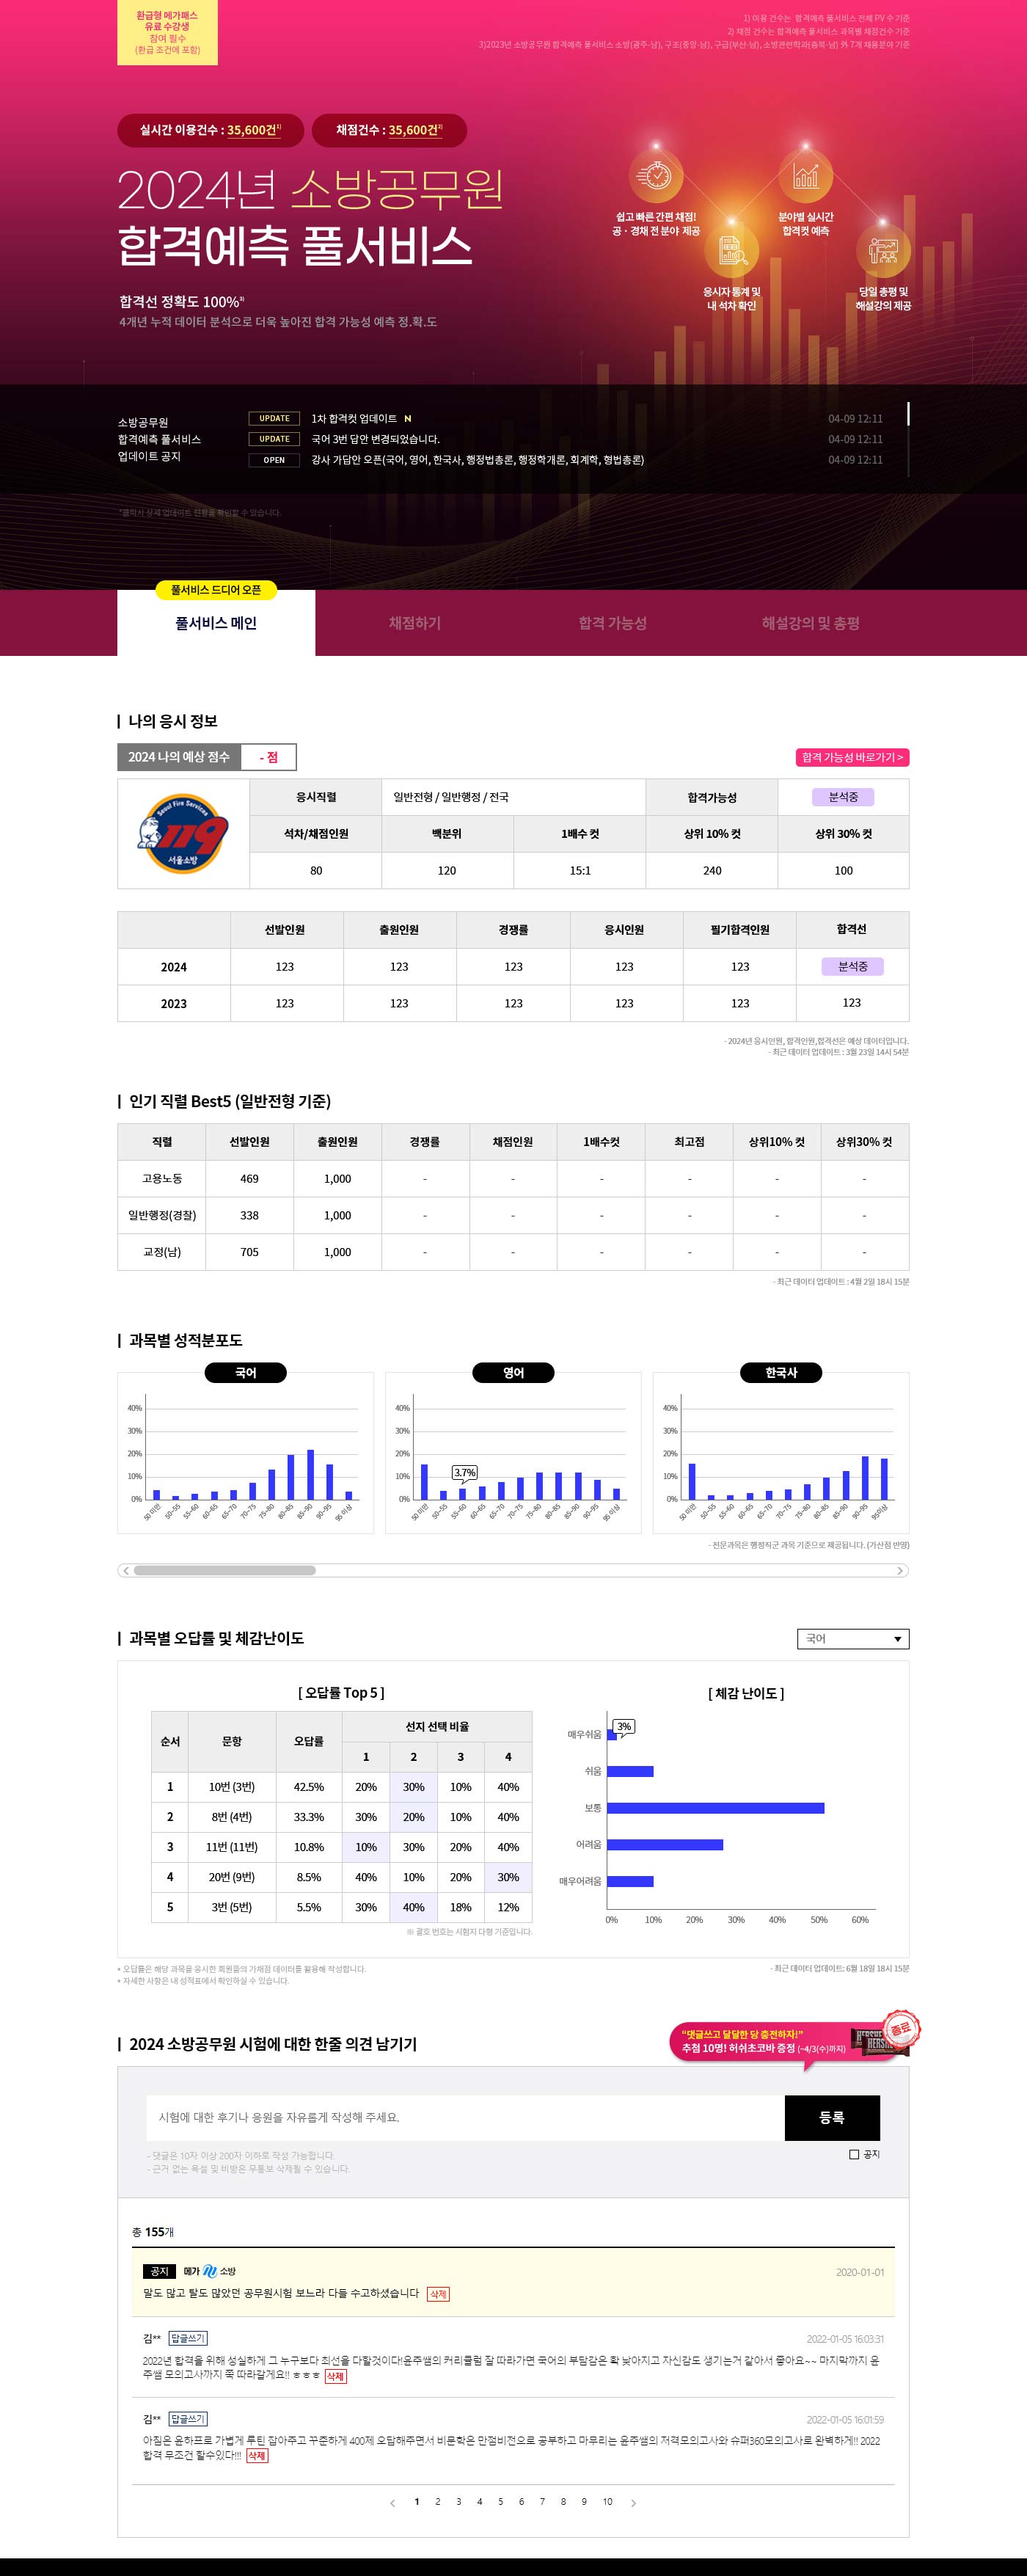 환급형 메가패스
유료 수강생
참여 필수
(환급 조건에 포함)
1) 이용 건수는 합격예측 풀서비스 전체 PV 수 기준
2) 채점 건수는 합격예측 풀서비스 과목별 채점건수 기준
3)2023년 소방공무원 합격예측 풀서비스 소방(광주-남), 구조(중앙-남), 구급(부산-남), 소방관련학과(충북-남) 외 7개 채용분야 기준
실시간 이용건수 : 35,600건1)
채점건수 : 35,600건2)
2024년 소방공무원
합격예측 풀서비스
합격선 정확도 100%3)
4개년 누적 데이터 분석으로 더욱 높아진 합격 가능성 예측 정.확.도
쉽고 빠른 간편 채점!
공·경채 전 분야 제공
분야별 실시간
합격컷 예측
응시자 통계 및
내 석차 확인
당일 총평 및
해설강의 제공
소방공무원
합격예측 풀서비스
업데이트 공지
UPDATE 1차 합격컷 업데이트 N 04-09 12:11
UPDATE 국어 3번 답안 변경되었습니다. 04-09 12:11
OPEN 강사 가답안 오픈(국어, 영어, 한국사, 행정법총론, 행정학개론, 회계학, 형법총론) 04-09 12:11
*클릭시 상세 업데이트 현황을 확인할 수 있습니다.
풀서비스 드디어 오픈
풀서비스 메인 채점하기 합격 가능성 해설강의 및 총평
나의 응시 정보
2024 나의 예상 점수 - 점
합격 가능성 바로가기 >
Seoul Fire Services
119
서울소방
응시직렬 일반전형 / 일반행정 / 전국 합격가능성 분석중
석차/채점인원 백분위 1배수 컷 상위 10% 컷 상위 30% 컷
80 120 15:1 240 100
선발인원 출원인원 경쟁률 응시인원 필기합격인원 합격선
2024 123 123 123 123 123 분석중
2023 123 123 123 123 123 123
- 2024년 응시인원, 합격인원,합격선은 예상 데이터입니다.
- 최근 데이터 업데이트 : 3월 23일 14시 54분
인기 직렬 Best5 (일반전형 기준)
직렬 선발인원 출원인원 경쟁률 채점인원 1배수컷 최고점 상위10% 컷 상위30% 컷
고용노동 469 1,000 - - - - - -
일반행정(경찰) 338 1,000 - - - - - -
교정(남) 705 1,000 - - - - - -
- 최근 데이터 업데이트 : 4월 2일 18시 15분
과목별 성적분포도
국어
40%
30%
20%
10%
0%
50 미만 50~55 55~60 60~65 65~70 70~75 75~80 80~85 85~90 90~95 95 이상
영어
40%
30%
20%
10%
0%
3.7%
50 미만 50~55 55~60 60~65 65~70 70~75 75~80 80~85 85~90 90~95 95 이상
한국사
40%
30%
20%
10%
0%
50 미만 50~55 55~60 60~65 65~70 70~75 75~80 80~85 85~90 90~95 95이상
- 전문과목은 행정직군 과목 기준으로 제공됩니다. (가산점 반영)
과목별 오답률 및 체감난이도
국어
[ 오답률 Top 5 ]
순서 문항 오답률 선지 선택 비율
1 2 3 4
1 10번 (3번) 42.5% 20% 30% 10% 40%
2 8번 (4번) 33.3% 30% 20% 10% 40%
3 11번 (11번) 10.8% 10% 30% 20% 40%
4 20번 (9번) 8.5% 40% 10% 20% 30%
5 3번 (5번) 5.5% 30% 40% 18% 12%
※ 괄호 번호는 시험지 다형 기준입니다.
[ 체감 난이도 ]
3%
매우쉬움
쉬움
보통
어려움
매우어려움
0% 10% 20% 30% 40% 50% 60%
* 오답률은 해당 과목을 응시한 회원들의 가채점 데이터를 활용해 작성합니다.
* 자세한 사항은 내 성적표에서 확인하실 수 있습니다.
- 최근 데이터 업데이트: 6월 18일 18시 15분
2024 소방공무원 시험에 대한 한줄 의견 남기기
“댓글쓰고 달달한 당 충전하자!”
추첨 10명! 허쉬초코바 증정 (~4/3(수)까지)
HERSHE
HERSHE
종료
시험에 대한 후기나 응원을 자유롭게 작성해 주세요.
등록
- 댓글은 10자 이상 200자 이하로 작성 가능합니다.
- 근거 없는 욕설 및 비방은 무통보 삭제될 수 있습니다.
공지
총 155개
공지 메가 소방 2020-01-01
말도 많고 탈도 많았던 공무원시험 보느라 다들 수고하셨습니다 삭제
김** 답글쓰기 2022-01-05 16:03:31
2022년 합격을 위해 성실하게 그 누구보다 최선을 다할것이다!윤주쌤의 커리큘럼 잘 따라가면 국어의 부담감은 확 낮아지고 자신감도 생기는거 같아서 좋아요~~ 마지막까지 윤
주쌤 모의고사까지 쭉 따라갈게요!! ㅎㅎㅎ 삭제
김** 답글쓰기 2022-01-05 16:01:59
아침은 윤하프로 가볍게 루틴 잡아주고 꾸준하게 400제 오답해주면서 비문학은 만점비전으로 공부하고 마무리는 윤주쌤의 저격모의고사와 슈퍼360모의고사로 완벽하게!! 2022
합격 무조건 할수있다!!! 삭제
1 2 3 4 5 6 7 8 9 10